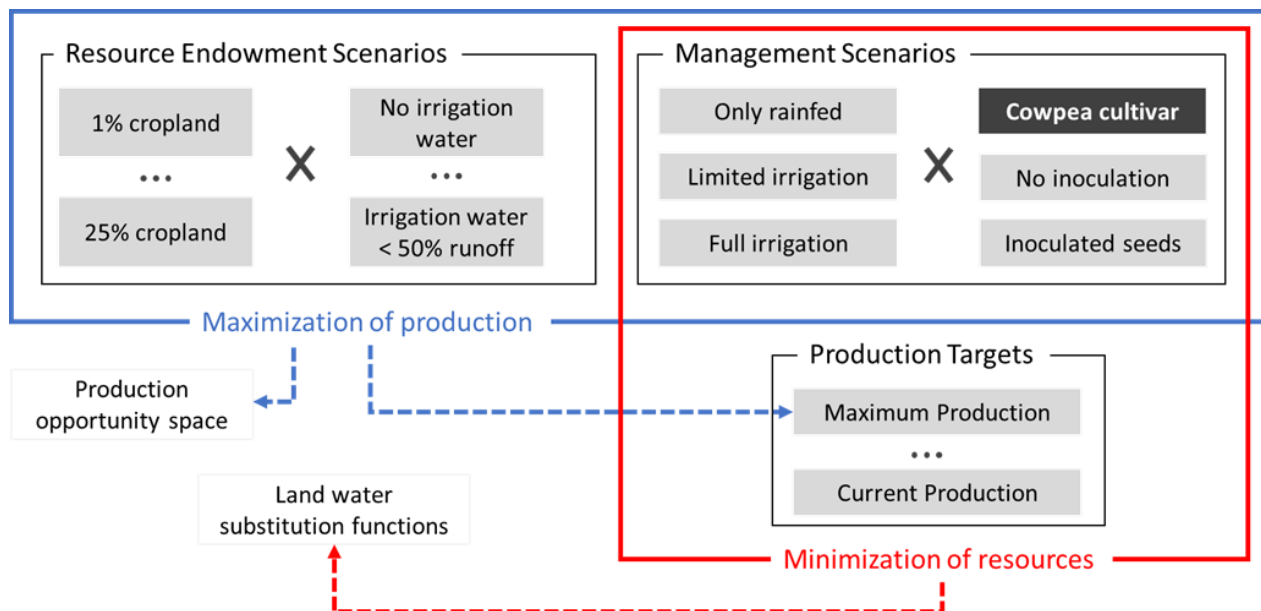 Resource Endowment Scenarios
1% cropland
...
25% cropland
X
No irrigation
water
...
Irrigation water
< 50% runoff
Management Scenarios
Only rainfed
Limited irrigation
Full irrigation
X
Cowpea cultivar
No inoculation
Inoculated seeds
Maximization of production
Production
opportunity space
Production Targets
Maximum Production
...
Current Production
Land water
substitution functions
Minimization of resources